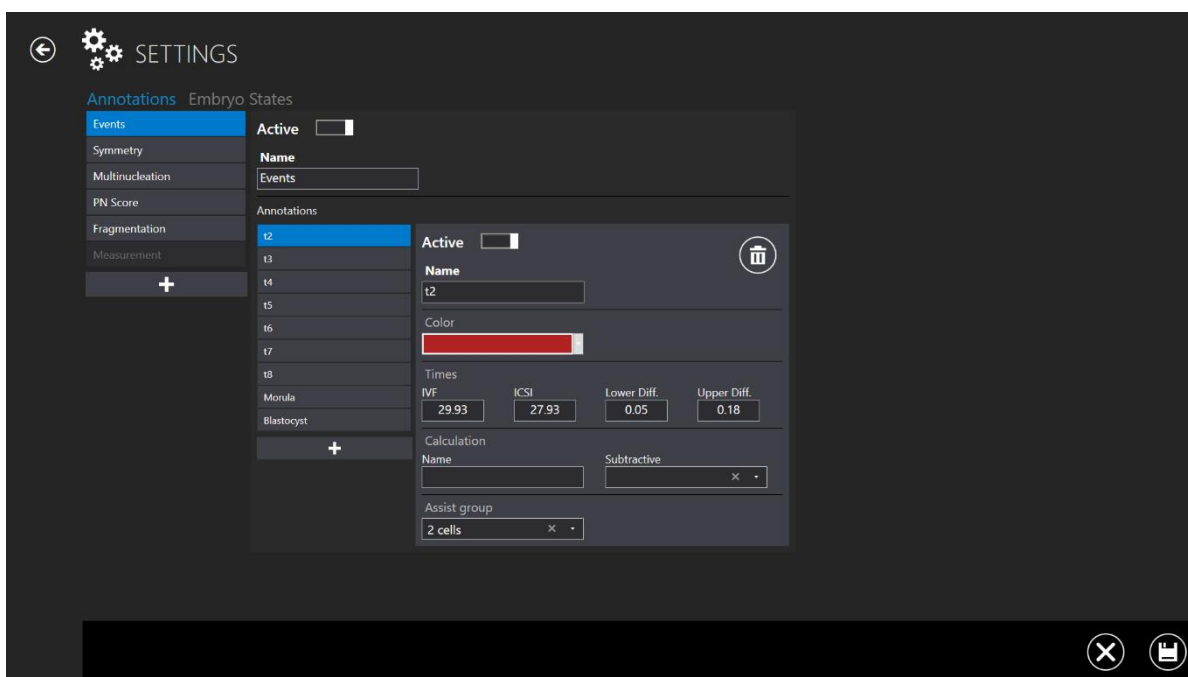 SETTINGS
Annotations Embryo States
Events
Symmetry
Multinucleation
PN Score
Fragmentation
Measurement
Active
Name
Events
Annotations
t2
t3
t4
t5
t6
t7
t8
Morula
Blastocyst
Active
Name
t2
Color
Times
IVF ICSI Lower Diff. Upper Diff.
29.93 27.93 0.05 0.18
Calculation
Name Subtractive
Assist group
2 cells